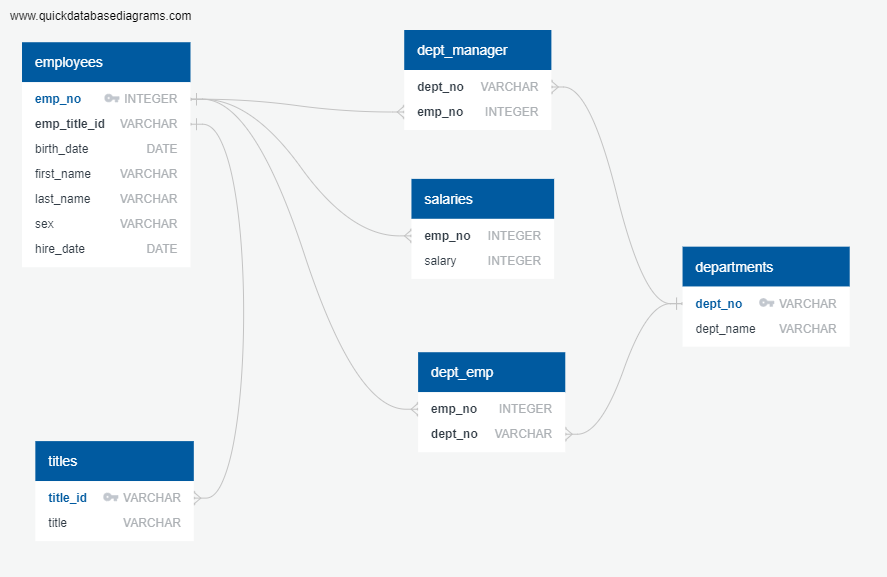 www.quickdatabasediagrams.com
employees
emp_no INTEGER
emp_title_id VARCHAR
birth_date DATE
first_name VARCHAR
last_name VARCHAR
sex VARCHAR
hire_date DATE
dept_manager
dept_no VARCHAR
emp_no INTEGER
salaries
emp_no INTEGER
salary INTEGER
departments
dept_no VARCHAR
dept_name VARCHAR
dept_emp
emp_no INTEGER
dept_no VARCHAR
titles
title_id VARCHAR
title VARCHAR